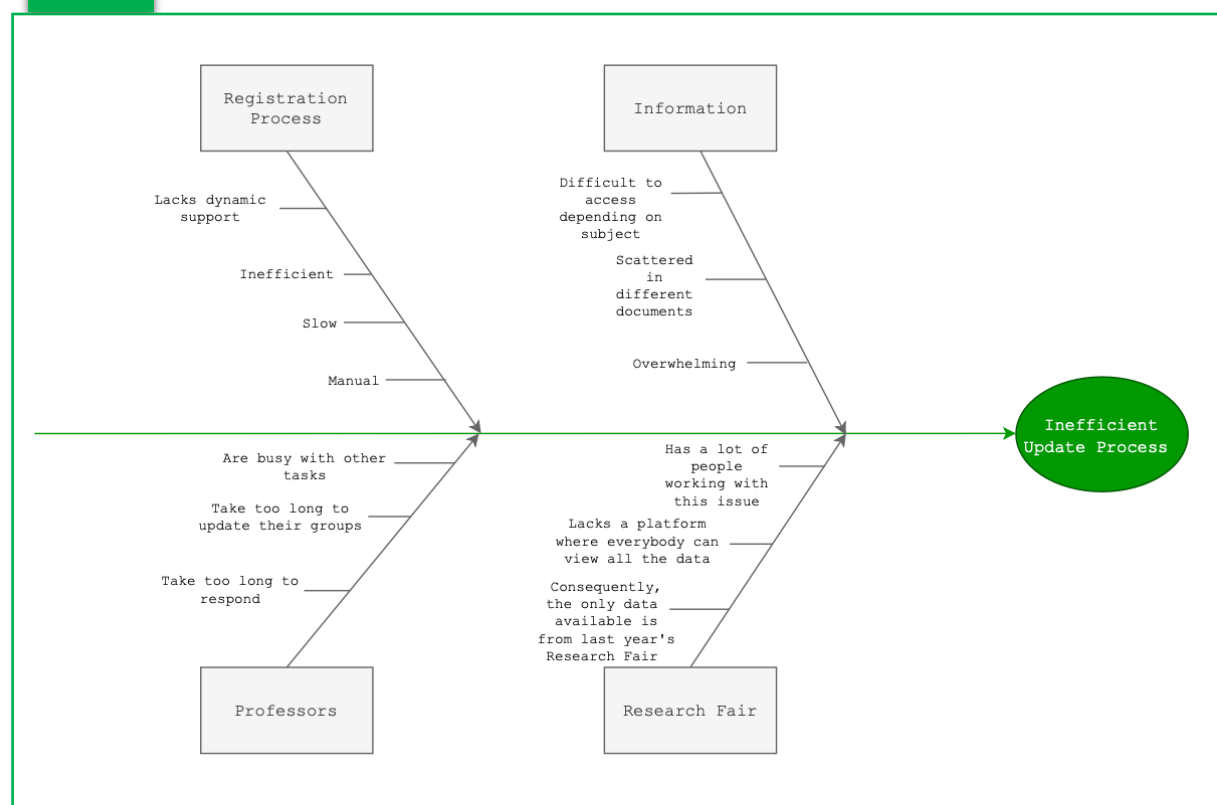 Registration
Process
Information
Lacks dynamic
support
Inefficient
Slow
Manual
Difficult to
access
depending on
subject
Scattered
in
different
documents
Overwhelming
Inefficient
Update Process
Are busy with other
tasks
Take too long to
update their groups
Take too long to
respond
Has a lot of
people
working with
this issue
Lacks a platform
where everybody can
view all the data
Consequently,
the only data
available is
from last year's
Research Fair
Professors
Research Fair